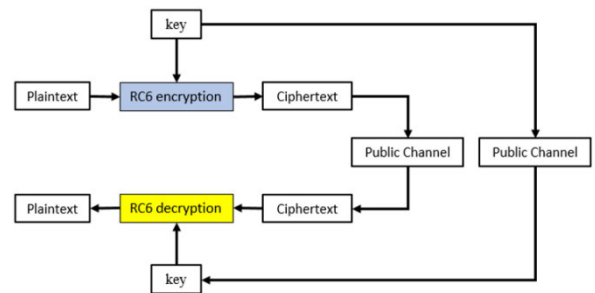 key
Plaintext
RC6 encryption
Ciphertext
Public Channel
Public Channel
Plaintext
RC6 decryption
Ciphertext
key